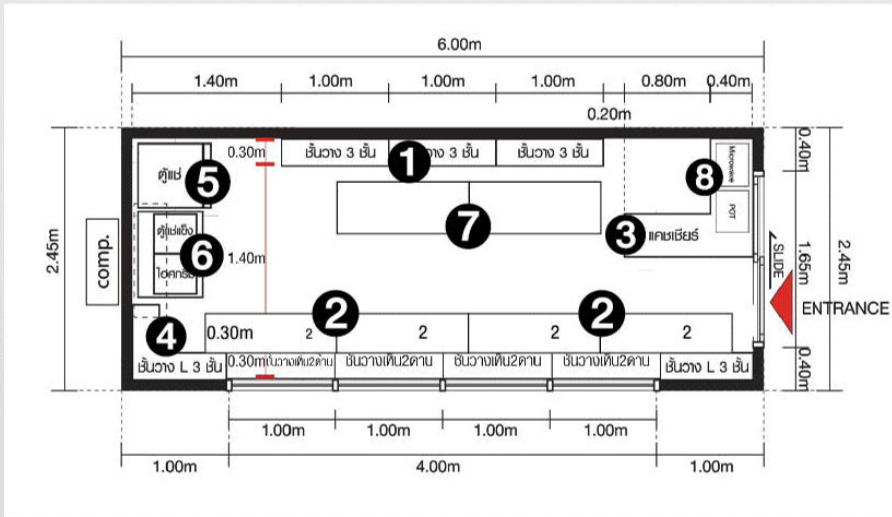 6.00m
1.40m
1.00m
1.00m
1.00m
0.80m
0.40m
0.20m
2.45m
comp.
ตู้แช่
5
0.30m
ชั้นวาง 3 ชั้น
1
ชั้นวาง 3 ชั้น
ชั้นวาง 3 ชั้น
7
Microwave
8
POT
3
แคชเชียร์
0.40m
ตู้แช่แข็ง
6
ไอศกรีม
1.40m
SLIDE
1.65m
2.45m
ENTRANCE
4
0.30m
2
2
2
2
2
2
0.40m
ชั้นวาง L 3 ชั้น
0.30m
ชั้นวางเดิน2ด้าน
ชั้นวางเดิน2ด้าน
ชั้นวางเดิน2ด้าน
ชั้นวางเดิน2ด้าน
ชั้นวาง L 3 ชั้น
1.00m
1.00m
1.00m
1.00m
1.00m
4.00m
1.00m